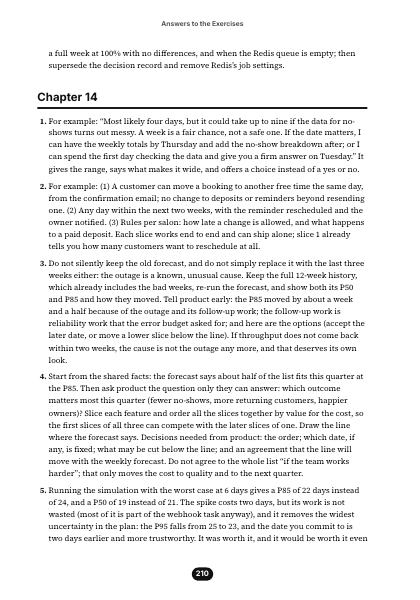 Answers to the Exercises
a full week at 100% with no differences, and when the Redis queue is empty; then
supersede the decision record and remove Redis's job settings.
Chapter 14
1. For example: “Most likely four days, but it could take up to nine if the data for no-
shows turns out messy. A week is a fair chance, not a safe one. If the date matters, I
can have the weekly totals by Thursday and add the no-show breakdown after; or I
can spend the first day checking the data and give you a firm answer on Tuesday.” It
gives the range, says what makes it wide, and offers a choice instead of a yes or no.
2. For example: (1) A customer can move a booking to another free time the same day,
from the confirmation email; no change to deposits or reminders beyond resending
one. (2) Any day within the next two weeks, with the reminder rescheduled and the
owner notified. (3) Rules per salon: how late a change is allowed, and what happens
to a paid deposit. Each slice works end to end and can ship alone; slice 1 already
tells you how many customers want to reschedule at all.
3. Do not silently keep the old forecast, and do not simply replace it with the last three
weeks either: the outage is a known, unusual cause. Keep the full 12-week history,
which already includes the bad weeks, re-run the forecast, and show both its P50
and P85 and how they moved. Tell product early: the P85 moved by about a week
and a half because of the outage and its follow-up work; the follow-up work is
reliability work that the error budget asked for; and here are the options (accept the
later date, or move a lower slice below the line). If throughput does not come back
within two weeks, the cause is not the outage any more, and that deserves its own
look.
4. Start from the shared facts: the forecast says about half of the list fits this quarter at
the P85. Then ask product the question only they can answer: which outcome
matters most this quarter (fewer no-shows, more returning customers, happier
owners)? Slice each feature and order all the slices together by value for the cost, so
the first slices of all three can compete with the later slices of one. Draw the line
where the forecast says. Decisions needed from product: the order; which date, if
any, is fixed; what may be cut below the line; and an agreement that the line will
move with the weekly forecast. Do not agree to the whole list “if the team works
harder”; that only moves the cost to quality and to the next quarter.
5. Running the simulation with the worst case at 6 days gives a P85 of 22 days instead
of 24, and a P50 of 19 instead of 21. The spike costs two days, but its work is not
wasted (most of it is part of the webhook task anyway), and it removes the widest
uncertainty in the plan: the P95 falls from 25 to 23, and the date you commit to is
two days earlier and more trustworthy. It was worth it, and it would be worth it even
210